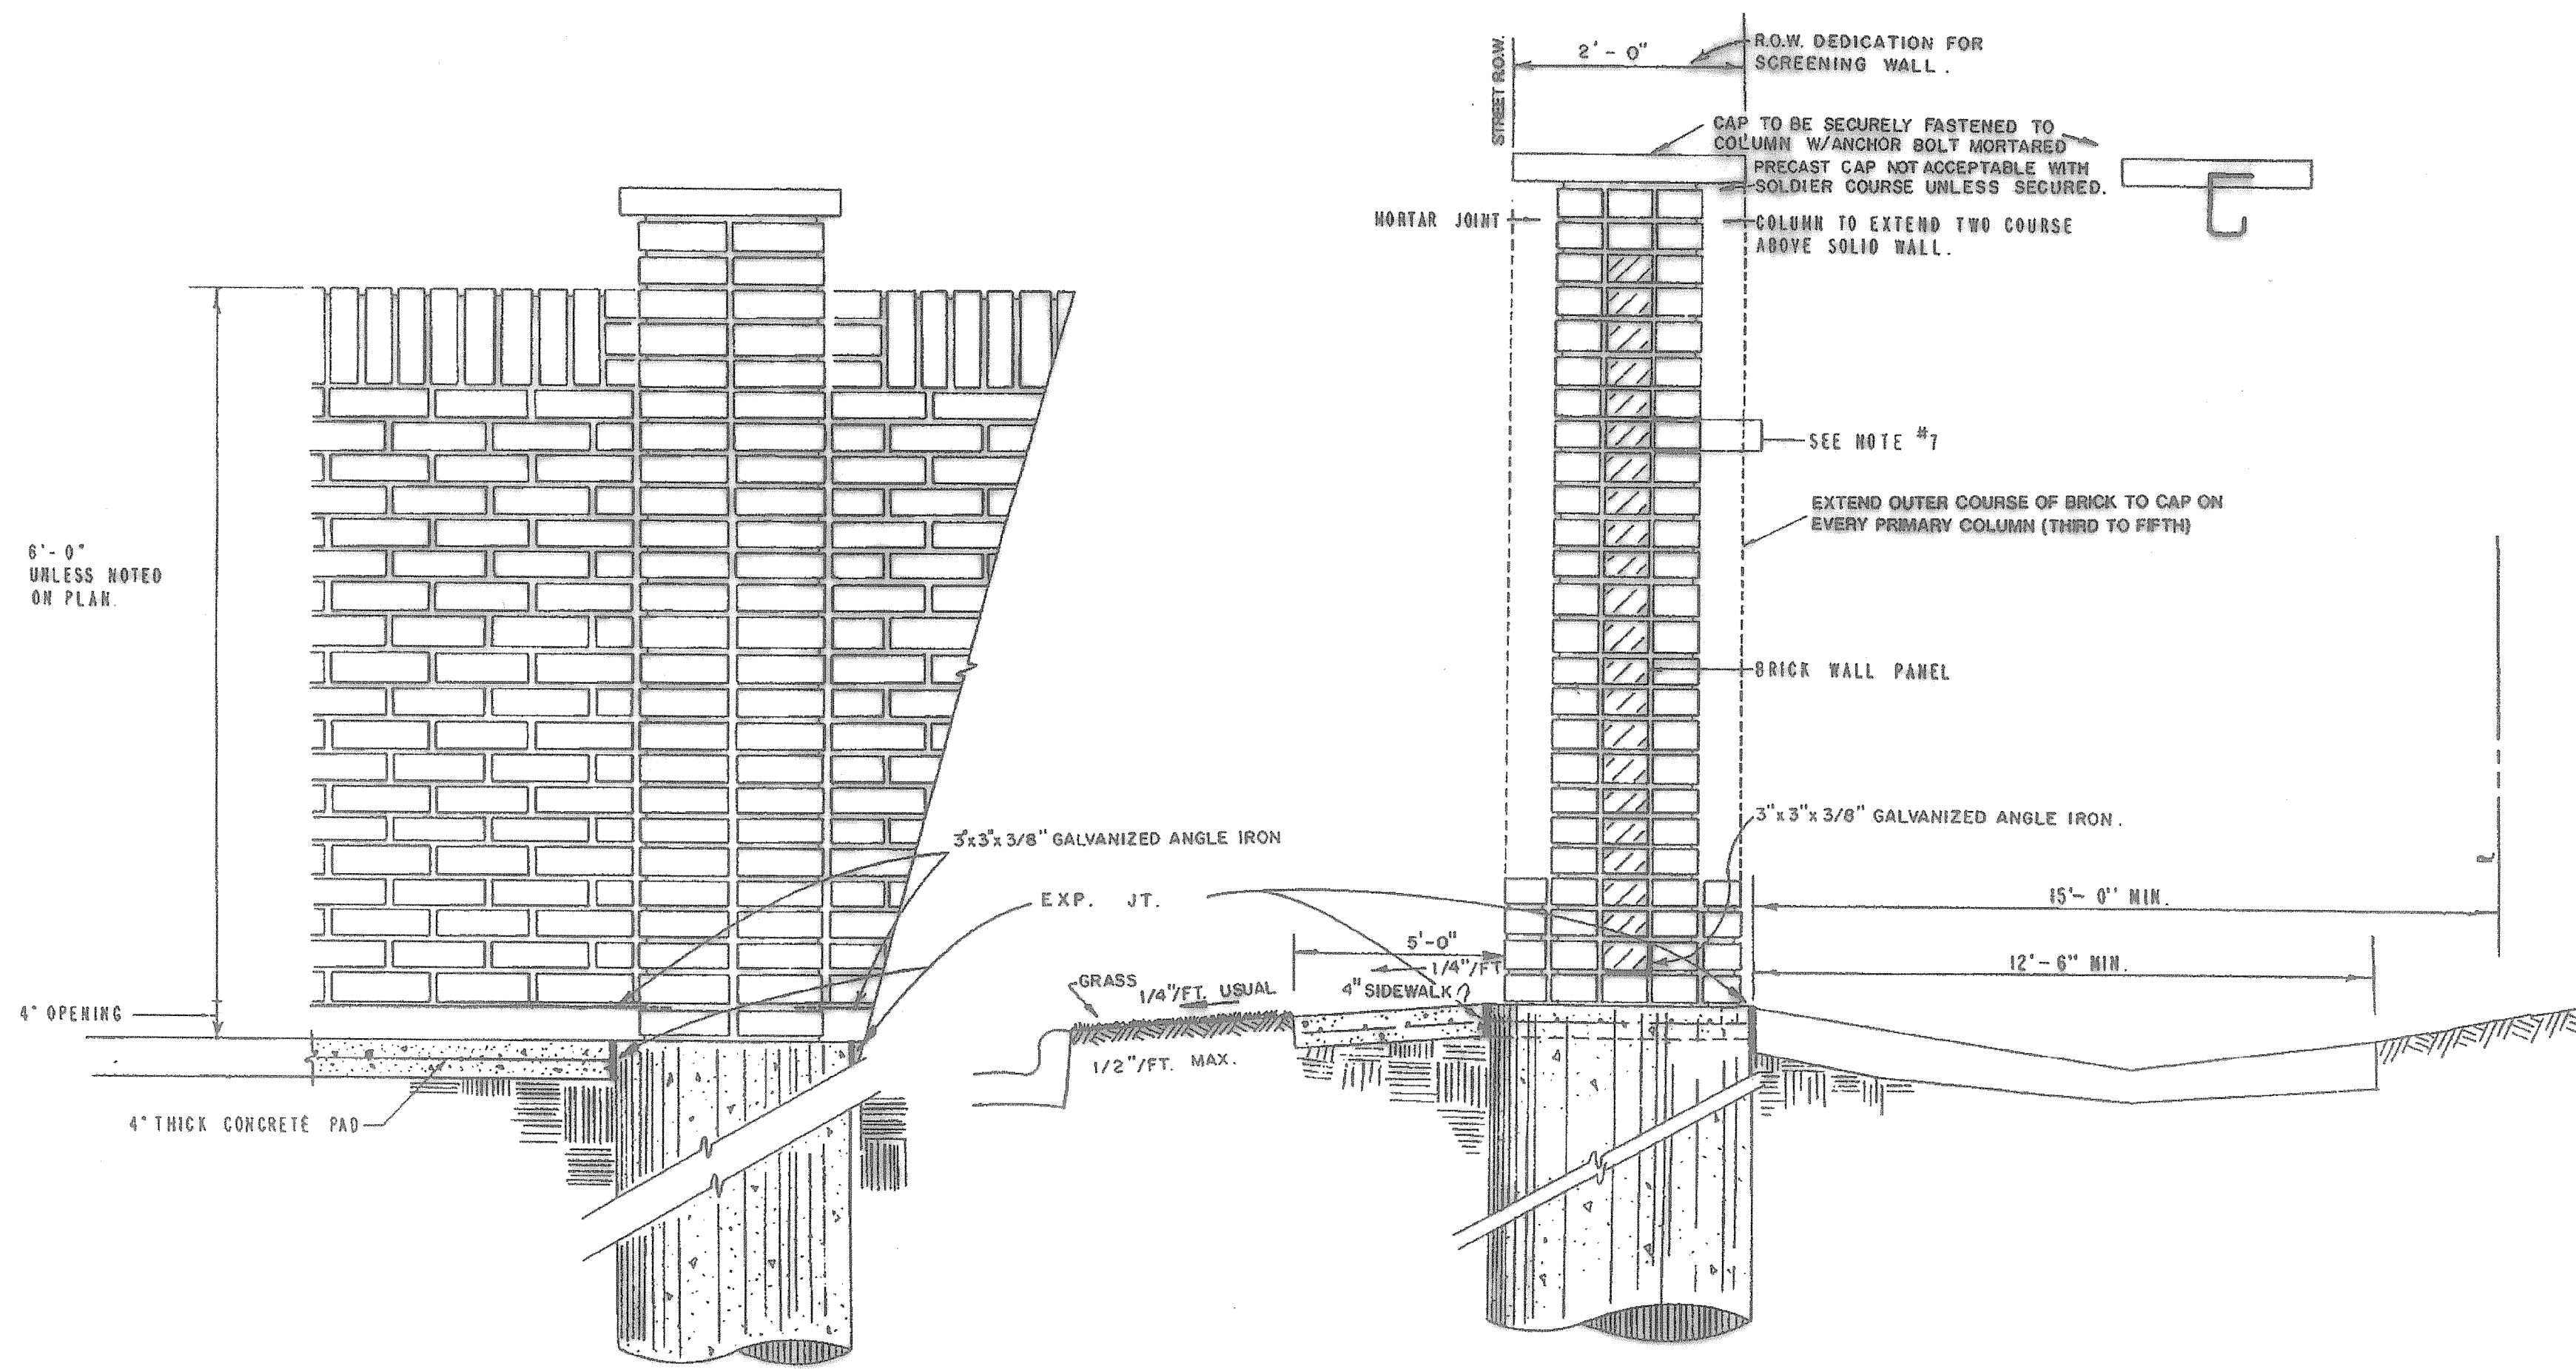 STREET R.O.W.
2'-0"
R.O.W. DEDICATION FOR
SCREENING WALL.
CAP TO BE SECURELY FASTENED TO
COLUMN W/ANCHOR BOLT MORTARED
PRECAST CAP NOT ACCEPTABLE WITH
SOLDIER COURSE UNLESS SECURED.
MORTAR JOINT
COLUMN TO EXTEND TWO COURSE
ABOVE SOLID WALL.
SEE NOTE #7
EXTEND OUTER COURSE OF BRICK TO CAP ON
EVERY PRIMARY COLUMN (THIRD TO FIFTH)
6'-0"
UNLESS NOTED
ON PLAN.
BRICK WALL PANEL
3"x3"x3/8" GALVANIZED ANGLE IRON
3"x3"x3/8" GALVANIZED ANGLE IRON.
EXP. JT.
15'-0" MIN.
5'-0"
1/4"/FT
12'-6" MIN.
GRASS
1/4"/FT. USUAL
4" SIDEWALK
4" OPENING
1/2"/FT. MAX.
4" THICK CONCRETE PAD